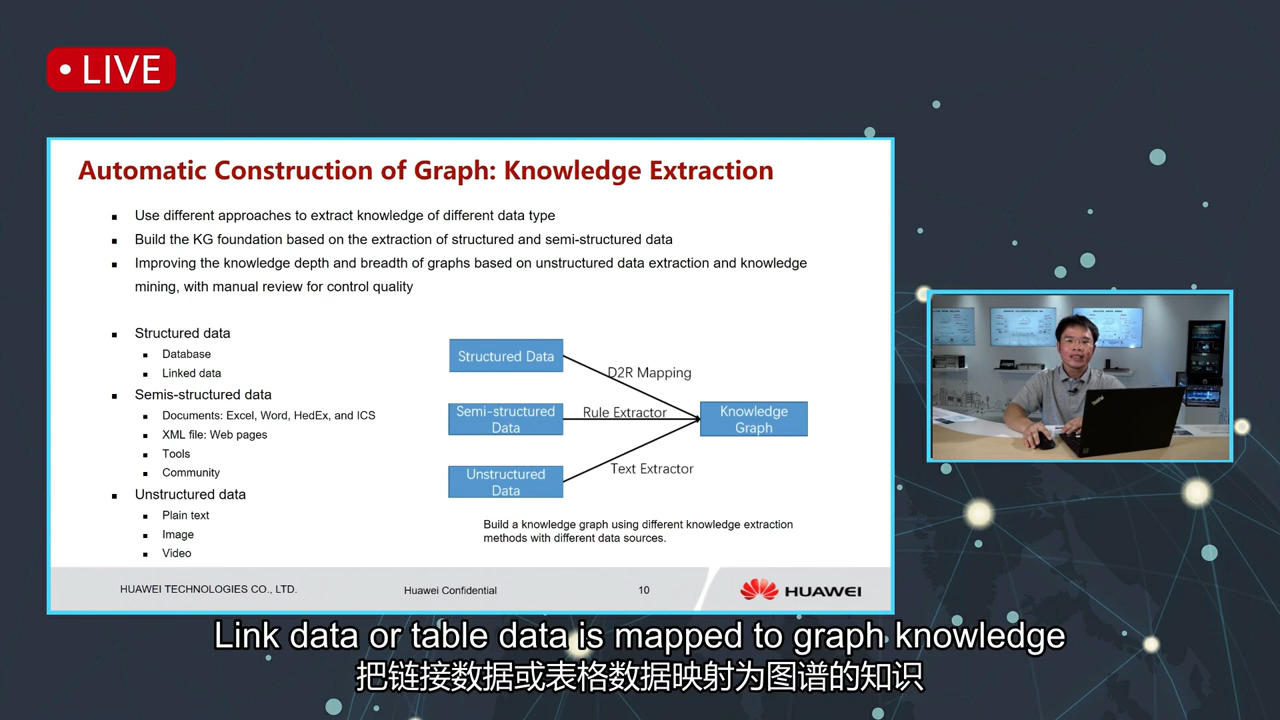 • LIVE
Automatic Construction of Graph: Knowledge Extraction
▪ Use different approaches to extract knowledge of different data type
▪ Build the KG foundation based on the extraction of structured and semi-structured data
▪ Improving the knowledge depth and breadth of graphs based on unstructured data extraction and knowledge
mining, with manual review for control quality
▪ Structured data
▪ Database
▪ Linked data
▪ Semis-structured data
▪ Documents: Excel, Word, HedEx, and ICS
▪ XML file: Web pages
▪ Tools
▪ Community
▪ Unstructured data
▪ Plain text
▪ Image
▪ Video
Structured Data
D2R Mapping
Semi-structured
Data
Rule Extractor
Knowledge
Graph
Unstructured
Data
Text Extractor
Build a knowledge graph using different knowledge extraction
methods with different data sources.
HUAWEI TECHNOLOGIES CO., LTD.
Huawei Confidential
10
HUAWEI
ThinkPad
Link data or table data is mapped to graph knowledge
把链接数据或表格数据映射为图谱的知识